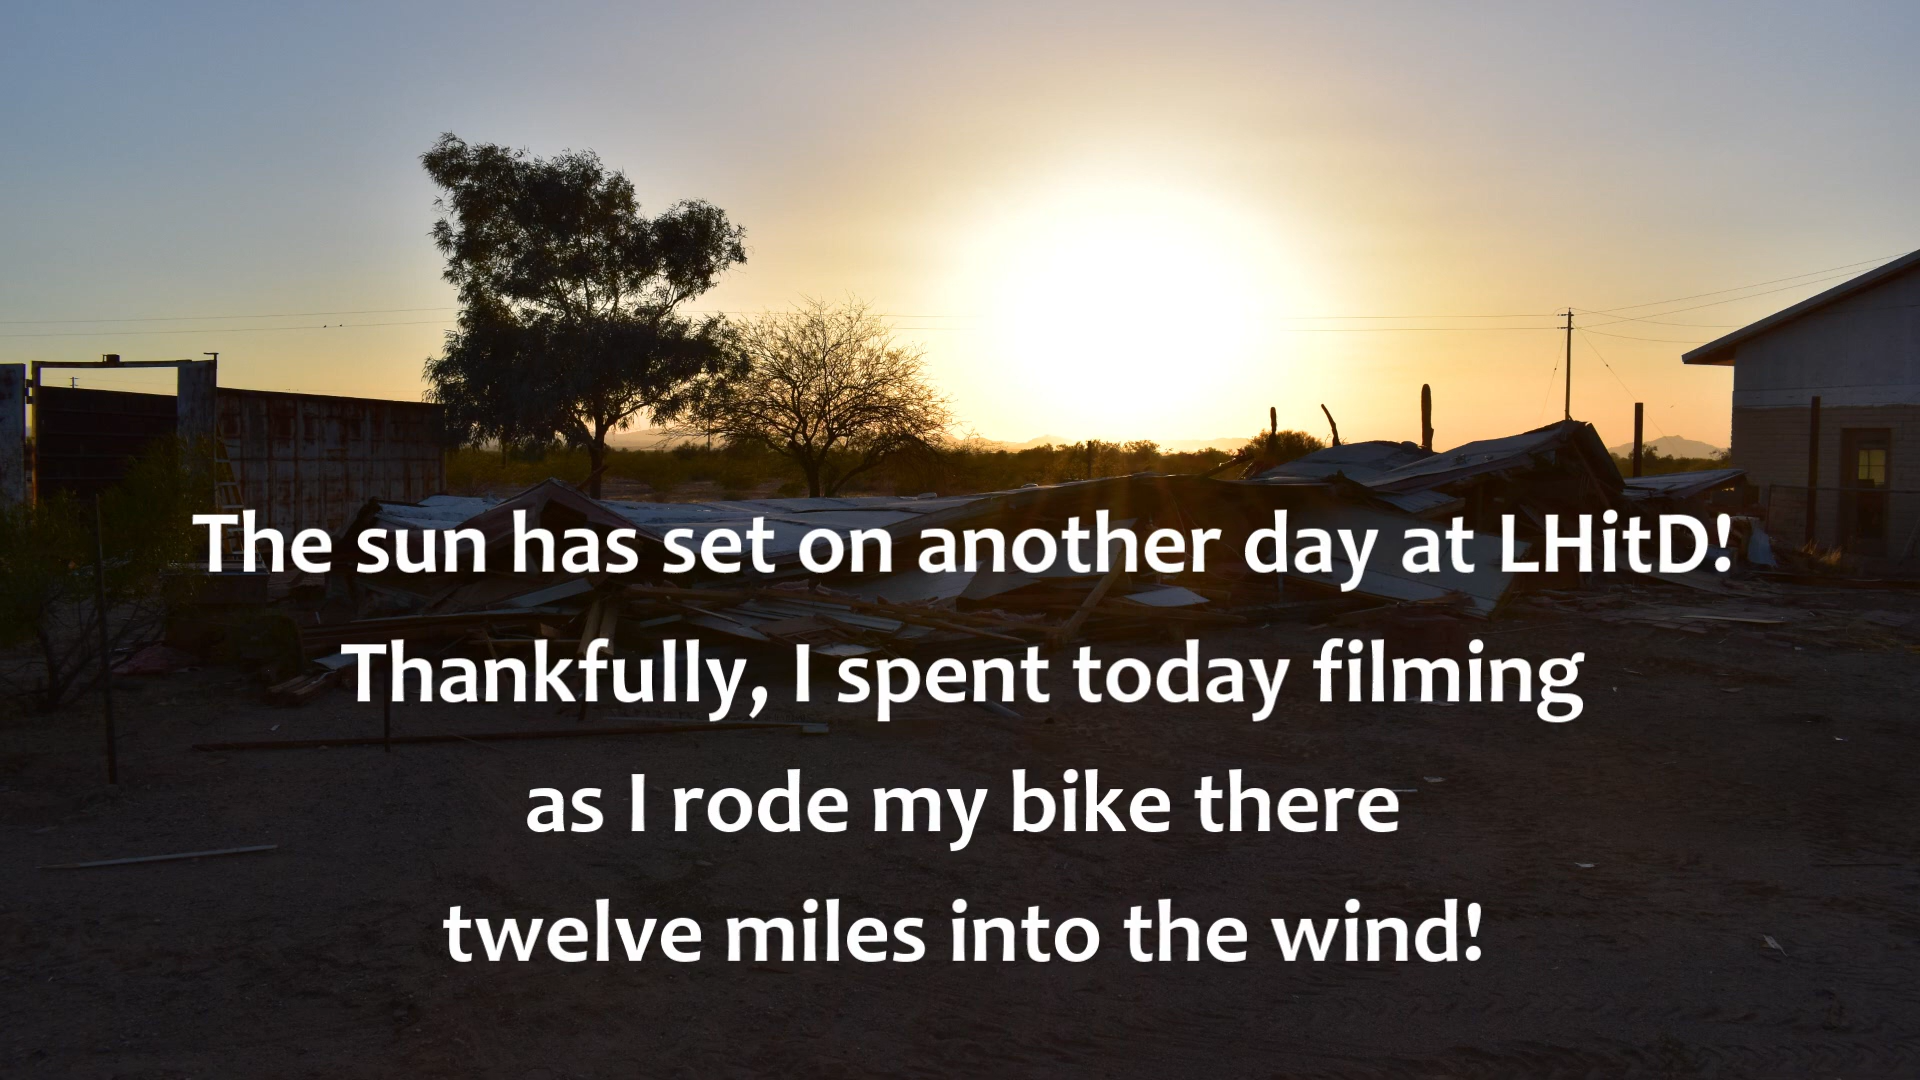 The sun has set on another day at LHitD!
Thankfully, I spent today filming
as I rode my bike there
twelve miles into the wind!